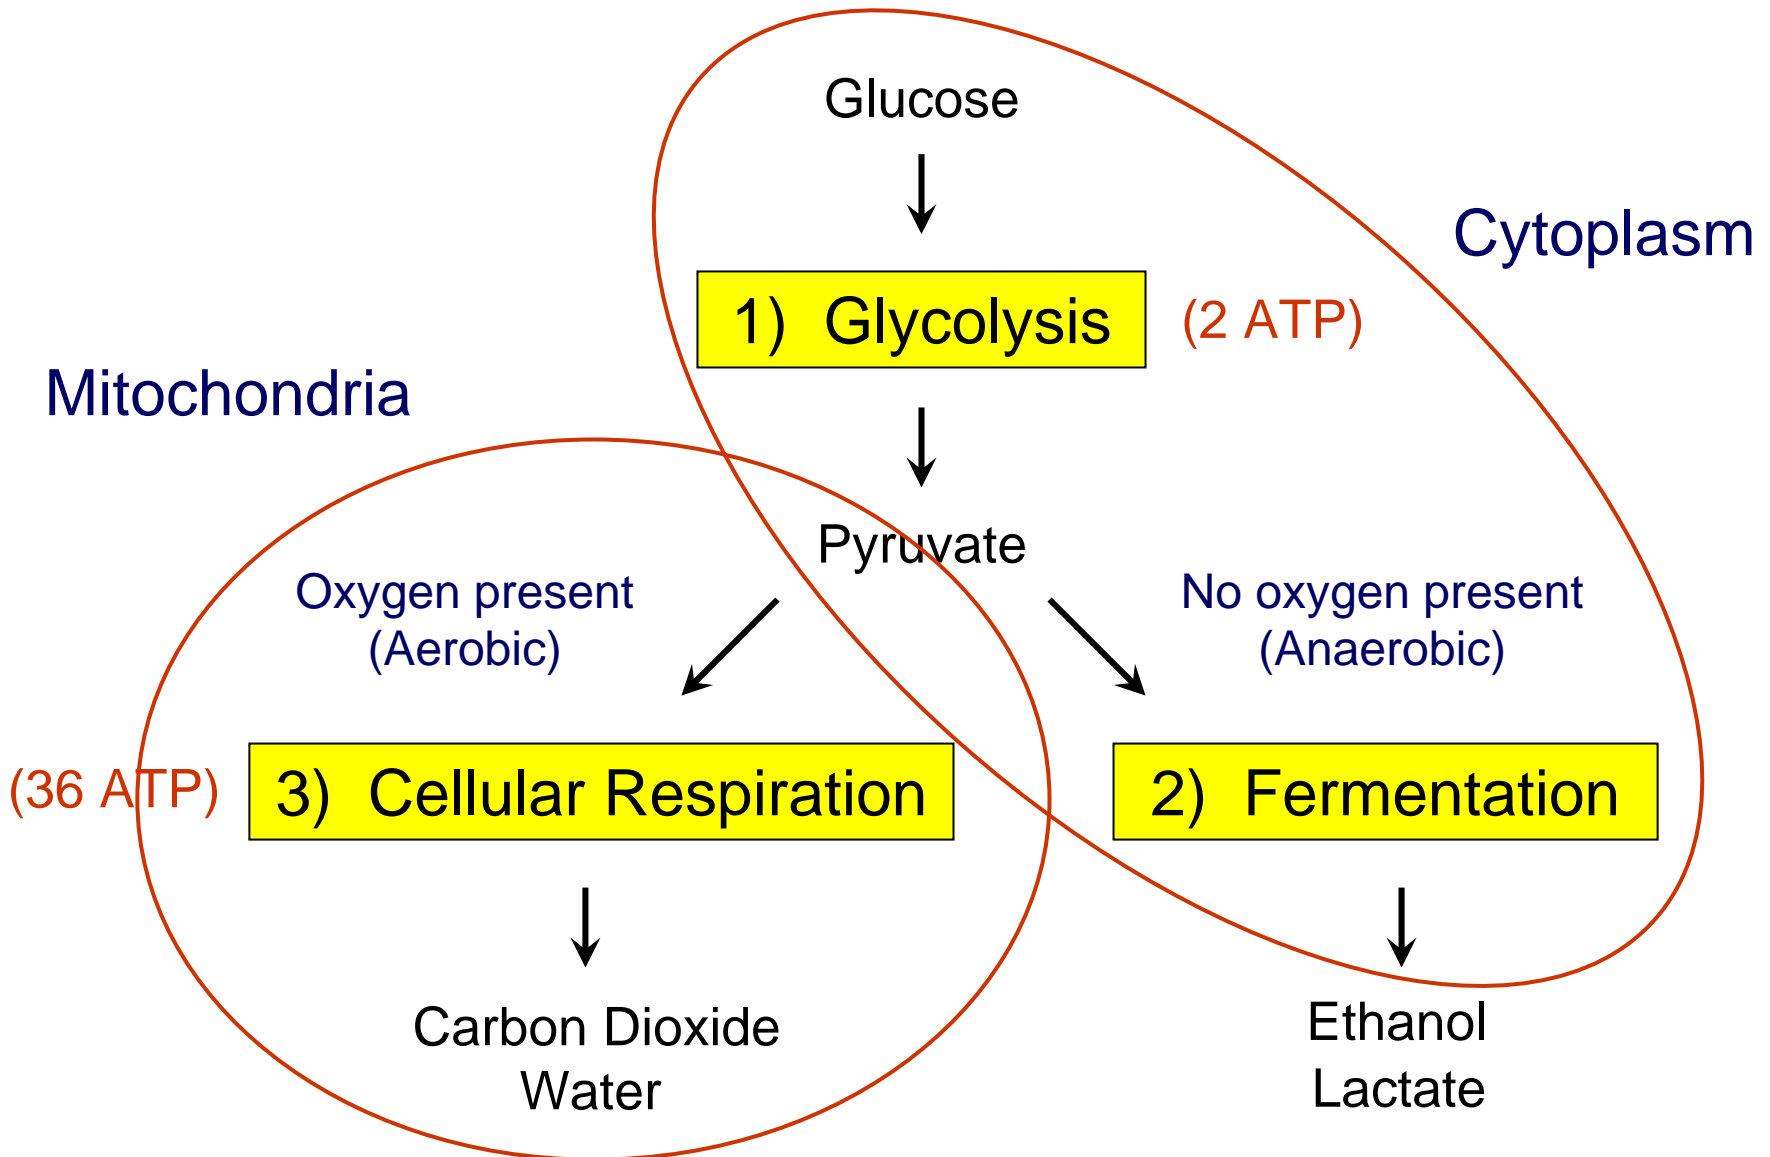 Glucose
Cytoplasm
1) Glycolysis
(2 ATP)
Mitochondria
Pyruvate
Oxygen present
(Aerobic)
No oxygen present
(Anaerobic)
(36 ATP)
3) Cellular Respiration
2) Fermentation
Carbon Dioxide
Water
Ethanol
Lactate